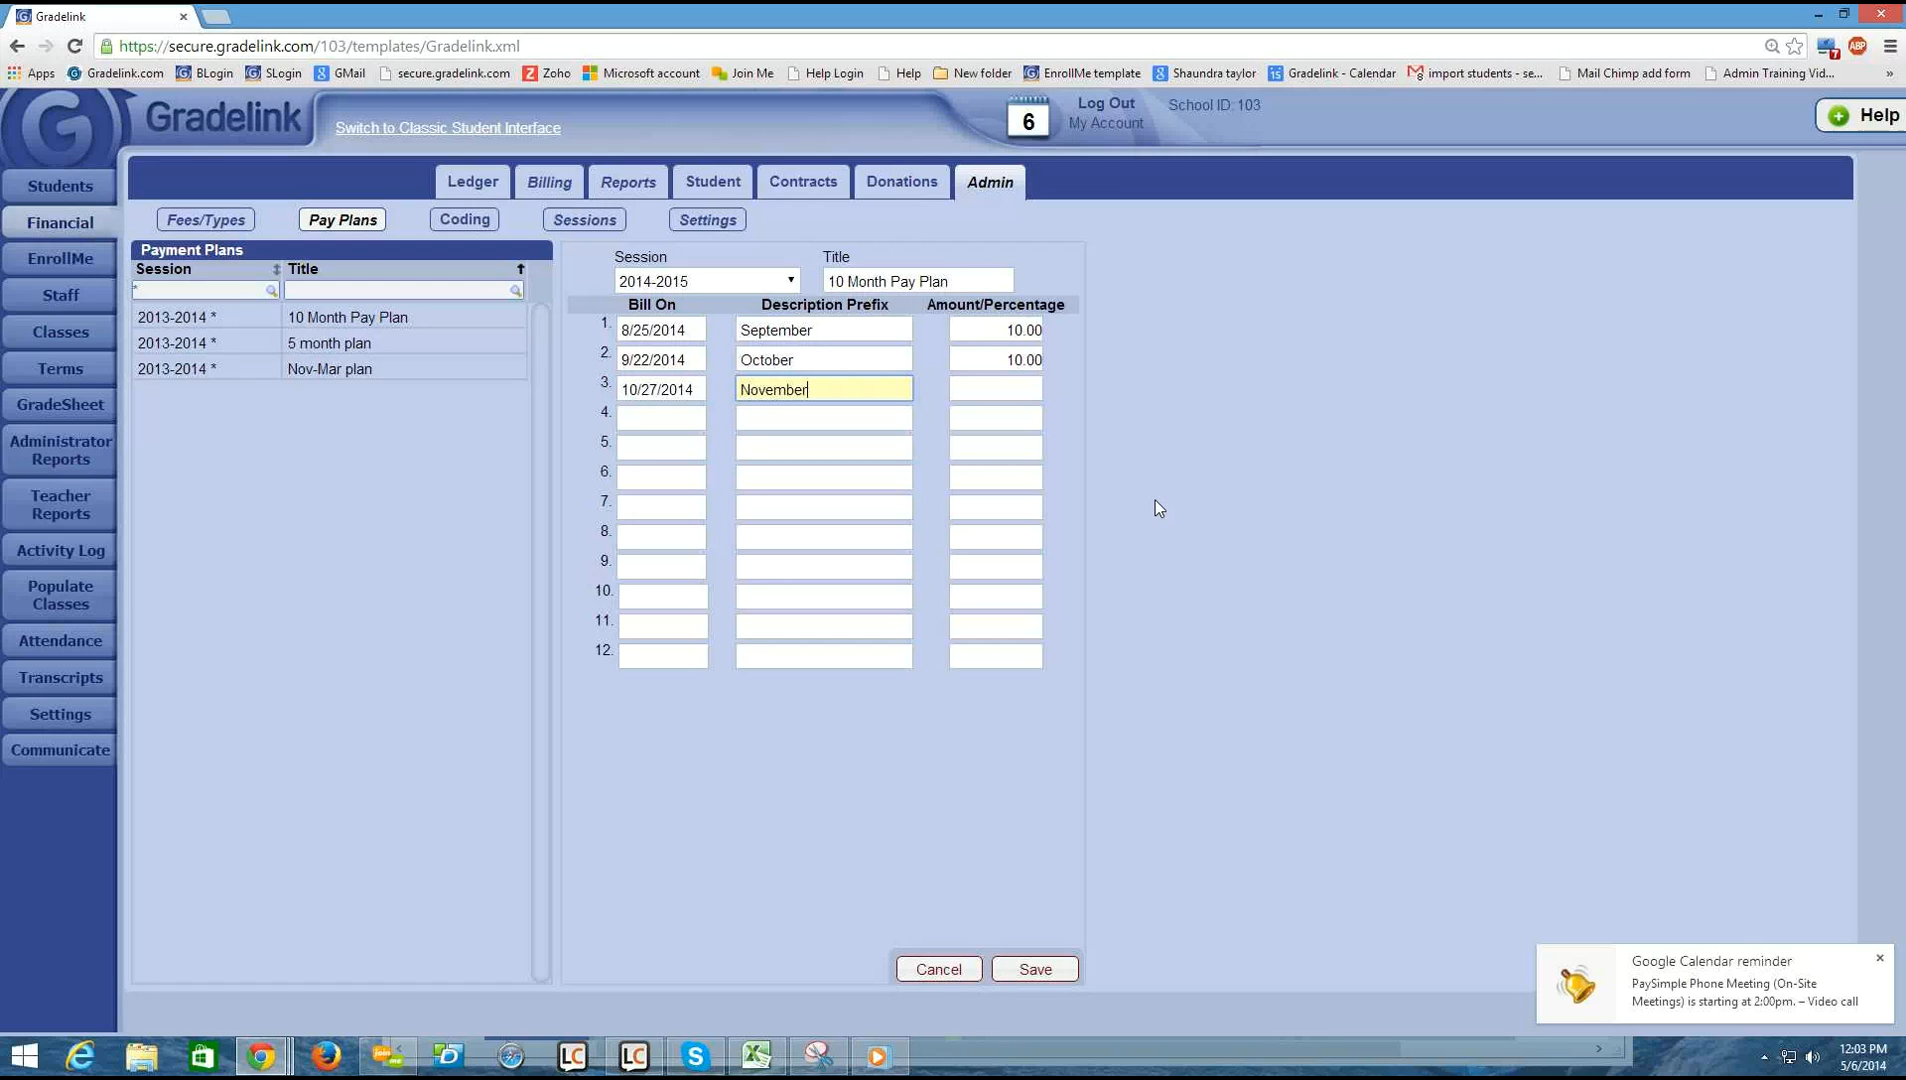 Gradelink
https://secure.gradelink.com/103/templates/Gradelink.xml
Apps Gradelink.com BLogin SLogin GMail secure.gradelink.com Zoho Microsoft account Join Me Help Login Help New folder EnrollMe template Shaundra taylor Gradelink - Calendar import students - se... Mail Chimp add form Admin Training Vid... »
Gradelink
Switch to Classic Student Interface
6
Log Out
My Account
School ID: 103
Help
Students
Financial
EnrollMe
Staff
Classes
Terms
GradeSheet
Administrator
Reports
Teacher
Reports
Activity Log
Populate
Classes
Attendance
Transcripts
Settings
Communicate
Ledger Billing Reports Student Contracts Donations Admin
Fees/Types Pay Plans Coding Sessions Settings
Payment Plans
Session Title
*
2013-2014 * 10 Month Pay Plan
2013-2014 * 5 month plan
2013-2014 * Nov-Mar plan
Session Title
2014-2015 10 Month Pay Plan
Bill On Description Prefix Amount/Percentage
1. 8/25/2014 September 10.00
2. 9/22/2014 October 10.00
3. 10/27/2014 November
4.
5.
6.
7.
8.
9.
10.
11.
12.
Cancel Save
Google Calendar reminder
PaySimple Phone Meeting (On-Site
Meetings) is starting at 2:00pm. – Video call
12:03 PM
5/6/2014